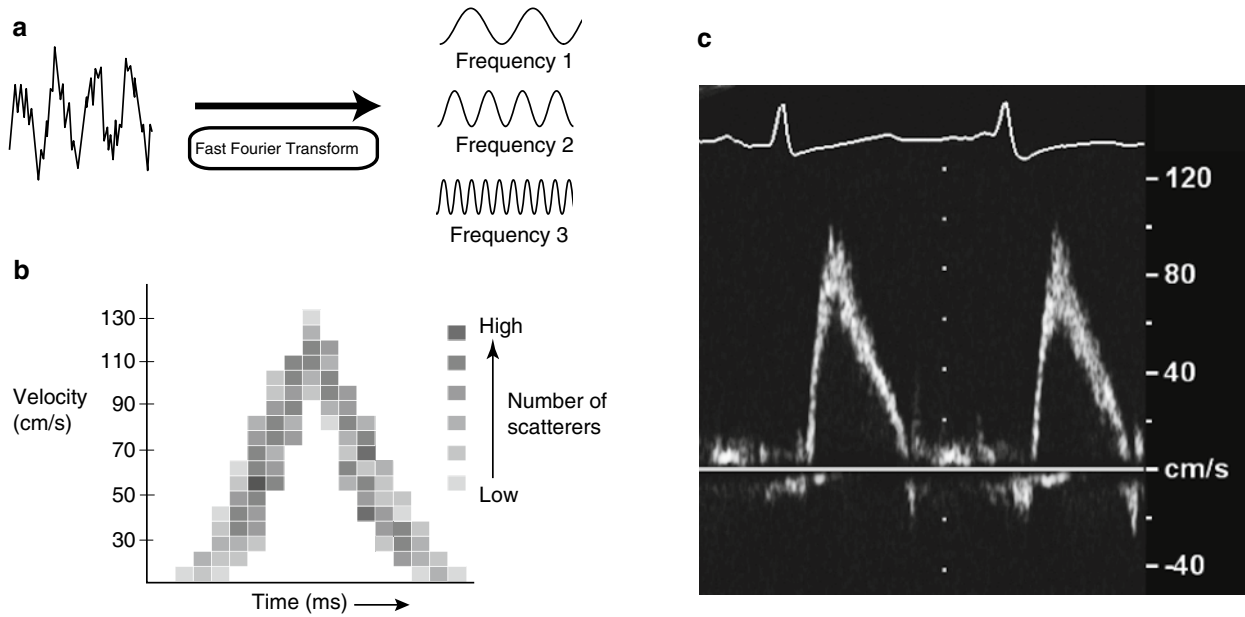 a
Fast Fourier Transform
Frequency 1
Frequency 2
Frequency 3
b
Velocity
(cm/s)
130
110
90
70
50
30
Time (ms)
High
Number of
scatterers
Low
c
120
80
40
cm/s
-40